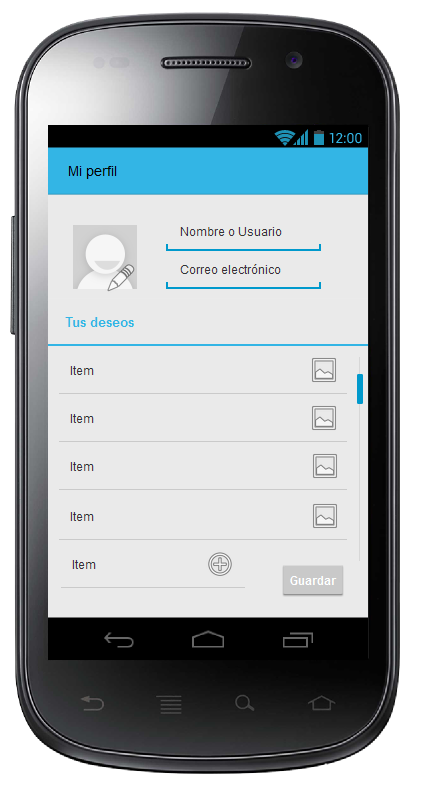 12:00
Mi perfil
Nombre o Usuario
Correo electrónico
Tus deseos
Item
Item
Item
Item
Item
Guardar